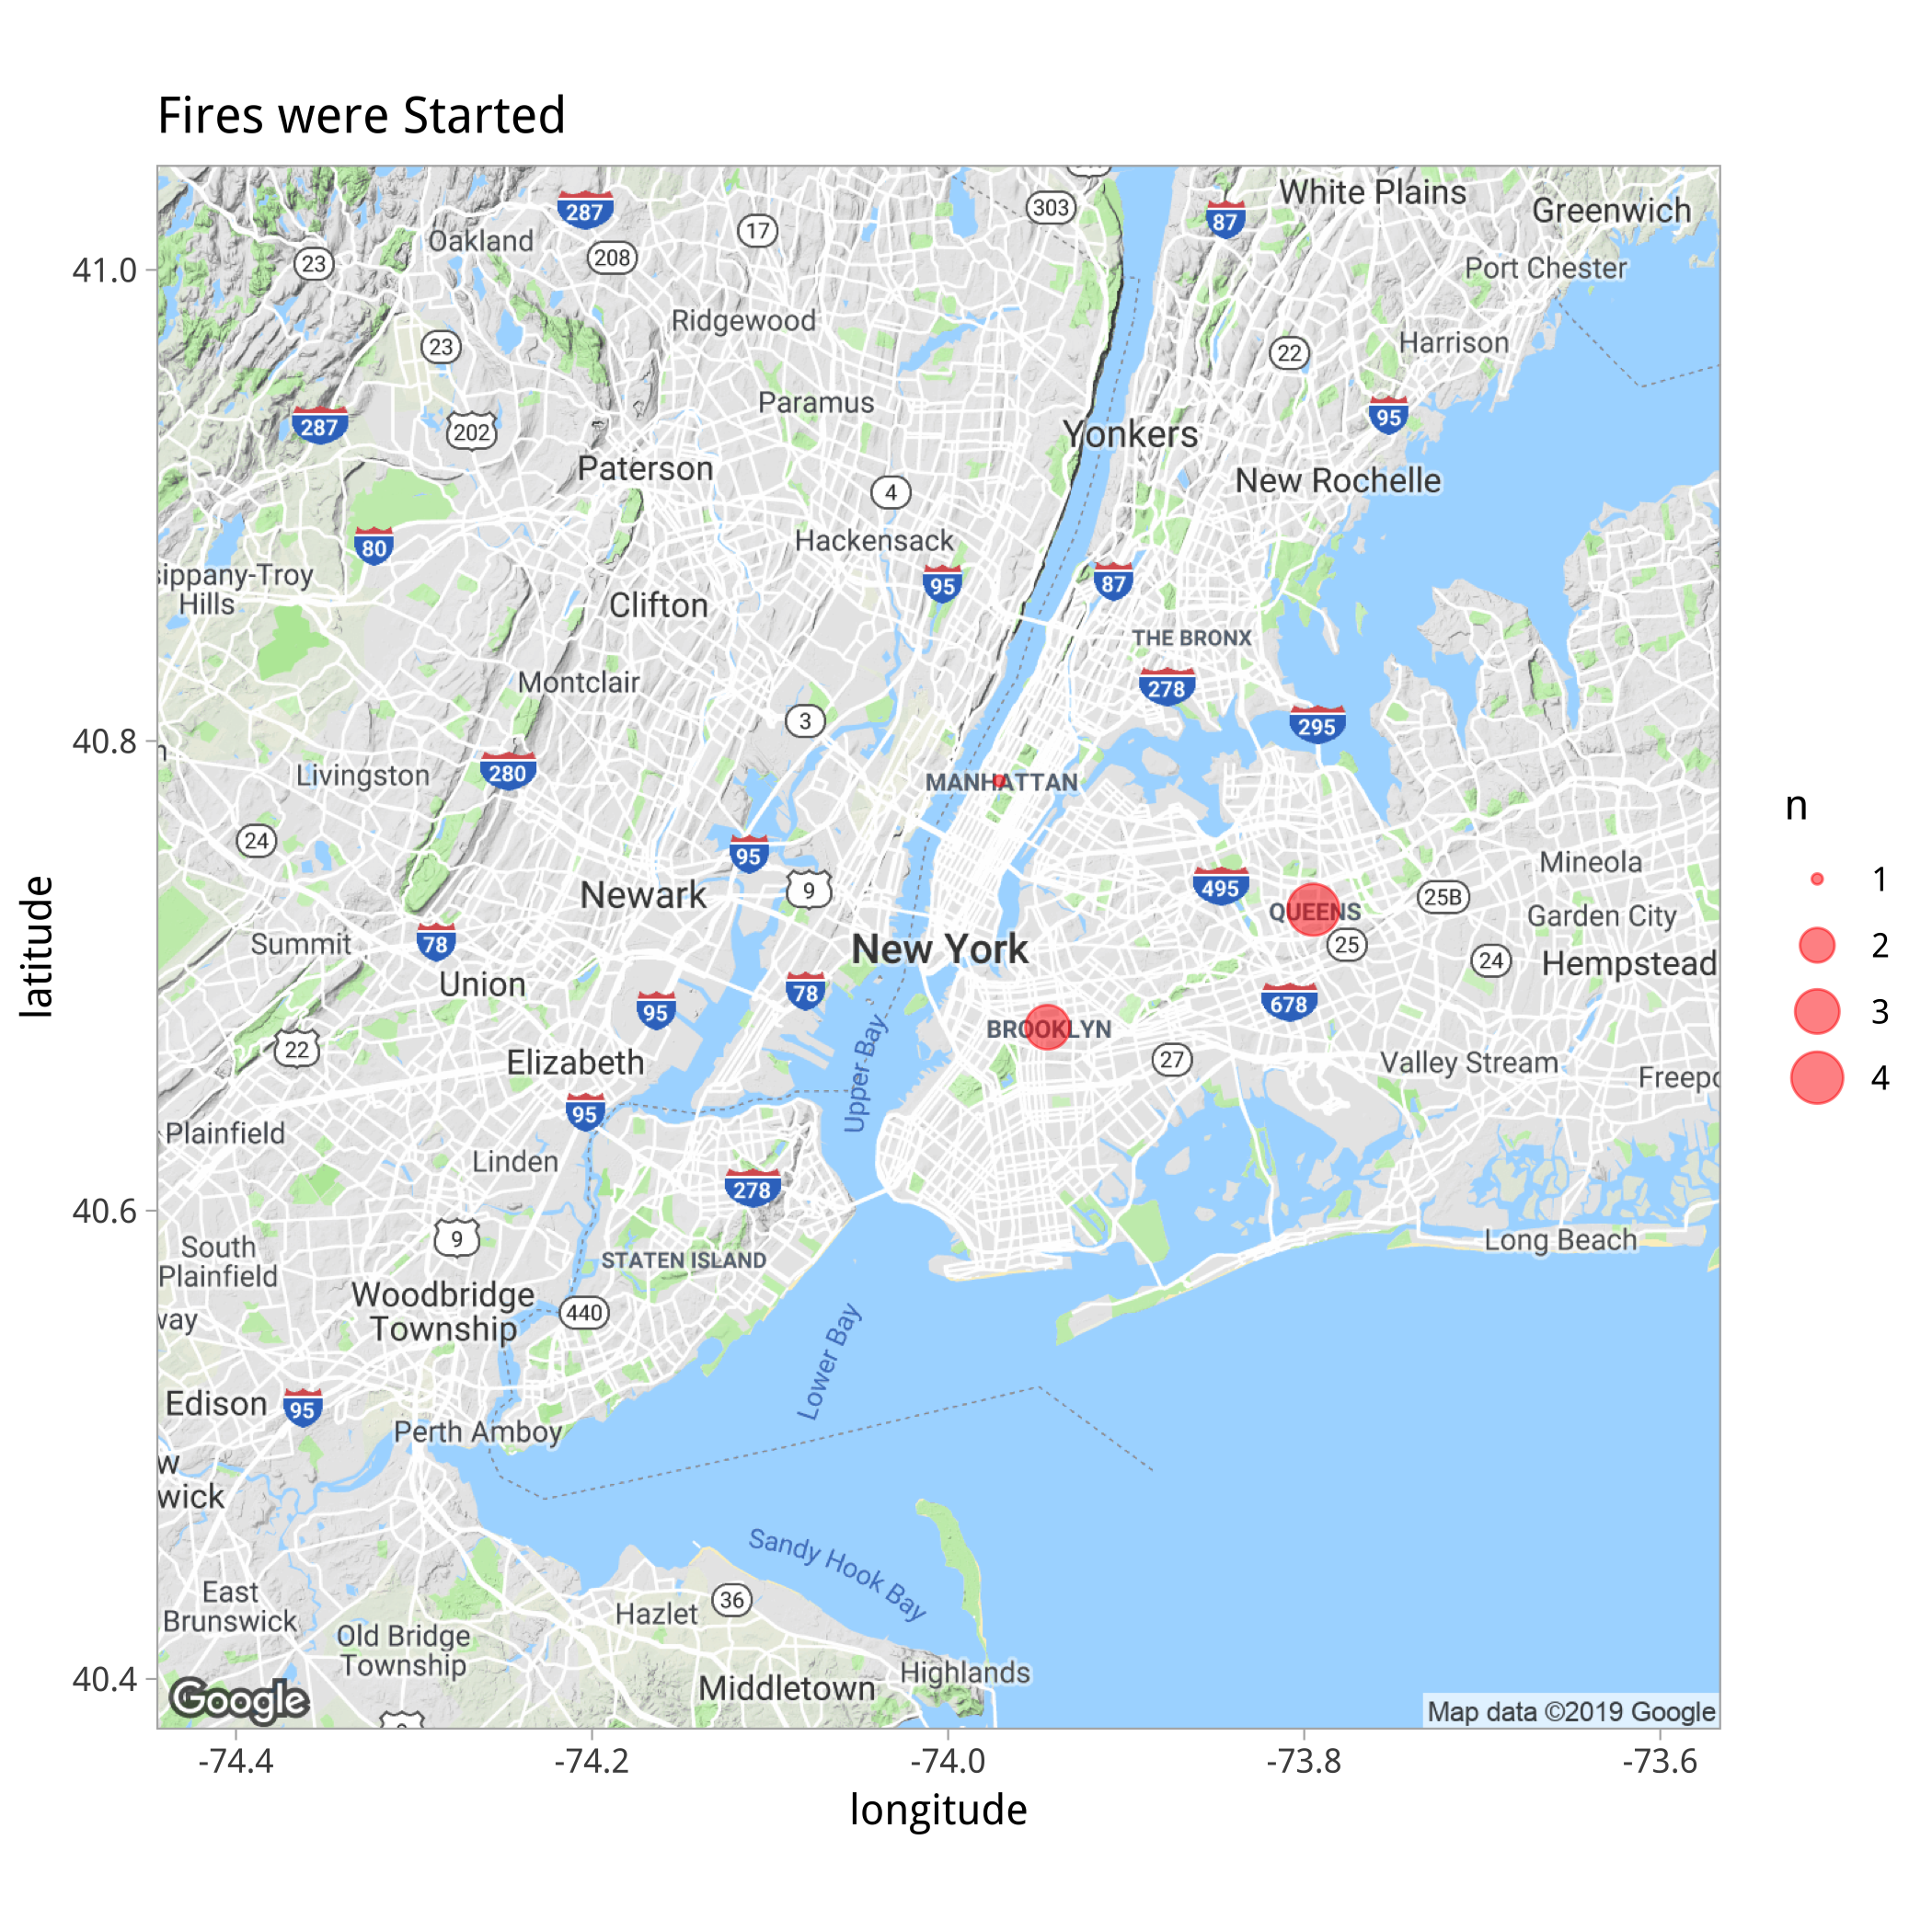 Fires were Started
White Plains
Greenwich
287
87
303
17
Oakland
208
23
41.0
Port Chester
Ridgewood
23
Harrison
22
Paramus
95
287
202
Yonkers
Paterson
New Rochelle
4
Hackensack
80
sippany-Troy
Hills
95
87
Clifton
THE BRONX
Montclair
278
3
295
40.8
Livingston
280
MANHATTAN
n
24
95
Mineola
1
495
9
Newark
25B
QUEENS
Garden City
latitude
78
Summit
New York
25
2
24
Hempstead
Union
78
95
678
3
BROOKLYN
22
Upper Bay
27
Elizabeth
Valley Stream
Freepo
4
95
Plainfield
Linden
278
40.6
9
South
Plainfield
STATEN ISLAND
Long Beach
Woodbridge
Township
440
way
Lower Bay
Edison
95
Perth Amboy
w
wick
Sandy Hook Bay
East
Brunswick
36
Hazlet
Old Bridge
Township
Highlands
40.4
Middletown
Google
Map data ©2019 Google
-74.4
-74.2
-74.0
-73.8
-73.6
longitude